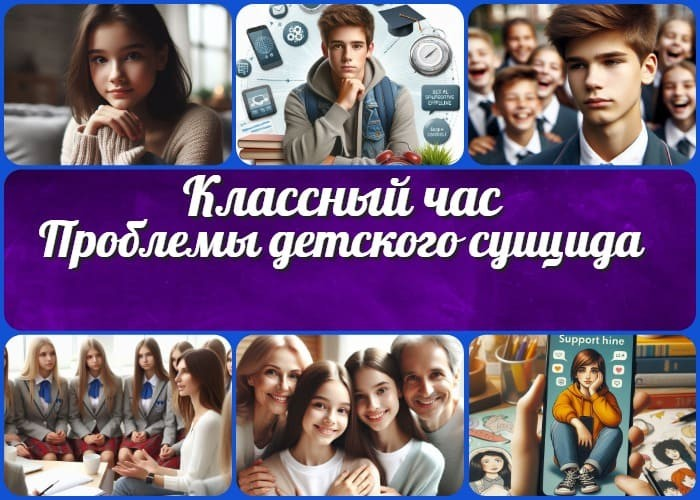 Классный час
Проблемы детского суицида
Support hine